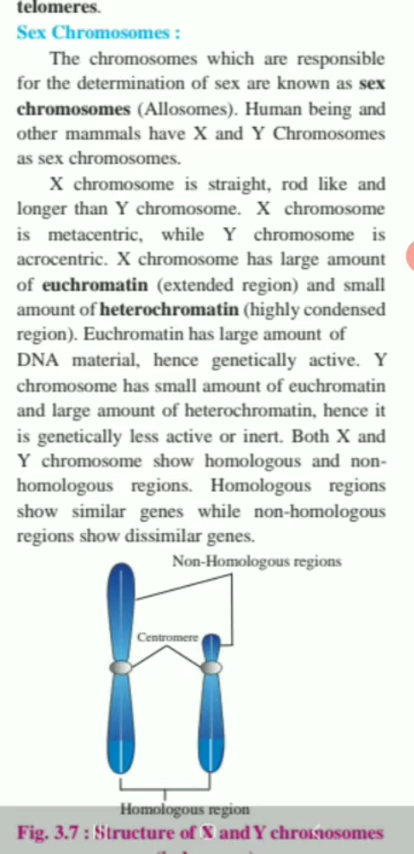 telomeres.
Sex Chromosomes :
The chromosomes which are responsible
for the determination of sex are known as sex
chromosomes (Allosomes). Human being and
other mammals have X and Y Chromosomes
as sex chromosomes.
X chromosome is straight, rod like and
longer than Y chromosome. X chromosome
is metacentric, while Y chromosome is
acrocentric. X chromosome has large amount
of euchromatin (extended region) and small
amount of heterochromatin (highly condensed
region). Euchromatin has large amount of
DNA material, hence genetically active. Y
chromosome has small amount of euchromatin
and large amount of heterochromatin, hence it
is genetically less active or inert. Both X and
Y chromosome show homologous and non-
homologous regions. Homologous regions
show similar genes while non-homologous
regions show dissimilar genes.
Non-Homologous regions
Centromere
Homologous region
Fig. 3.7 : Structure of X and Y chromosomes